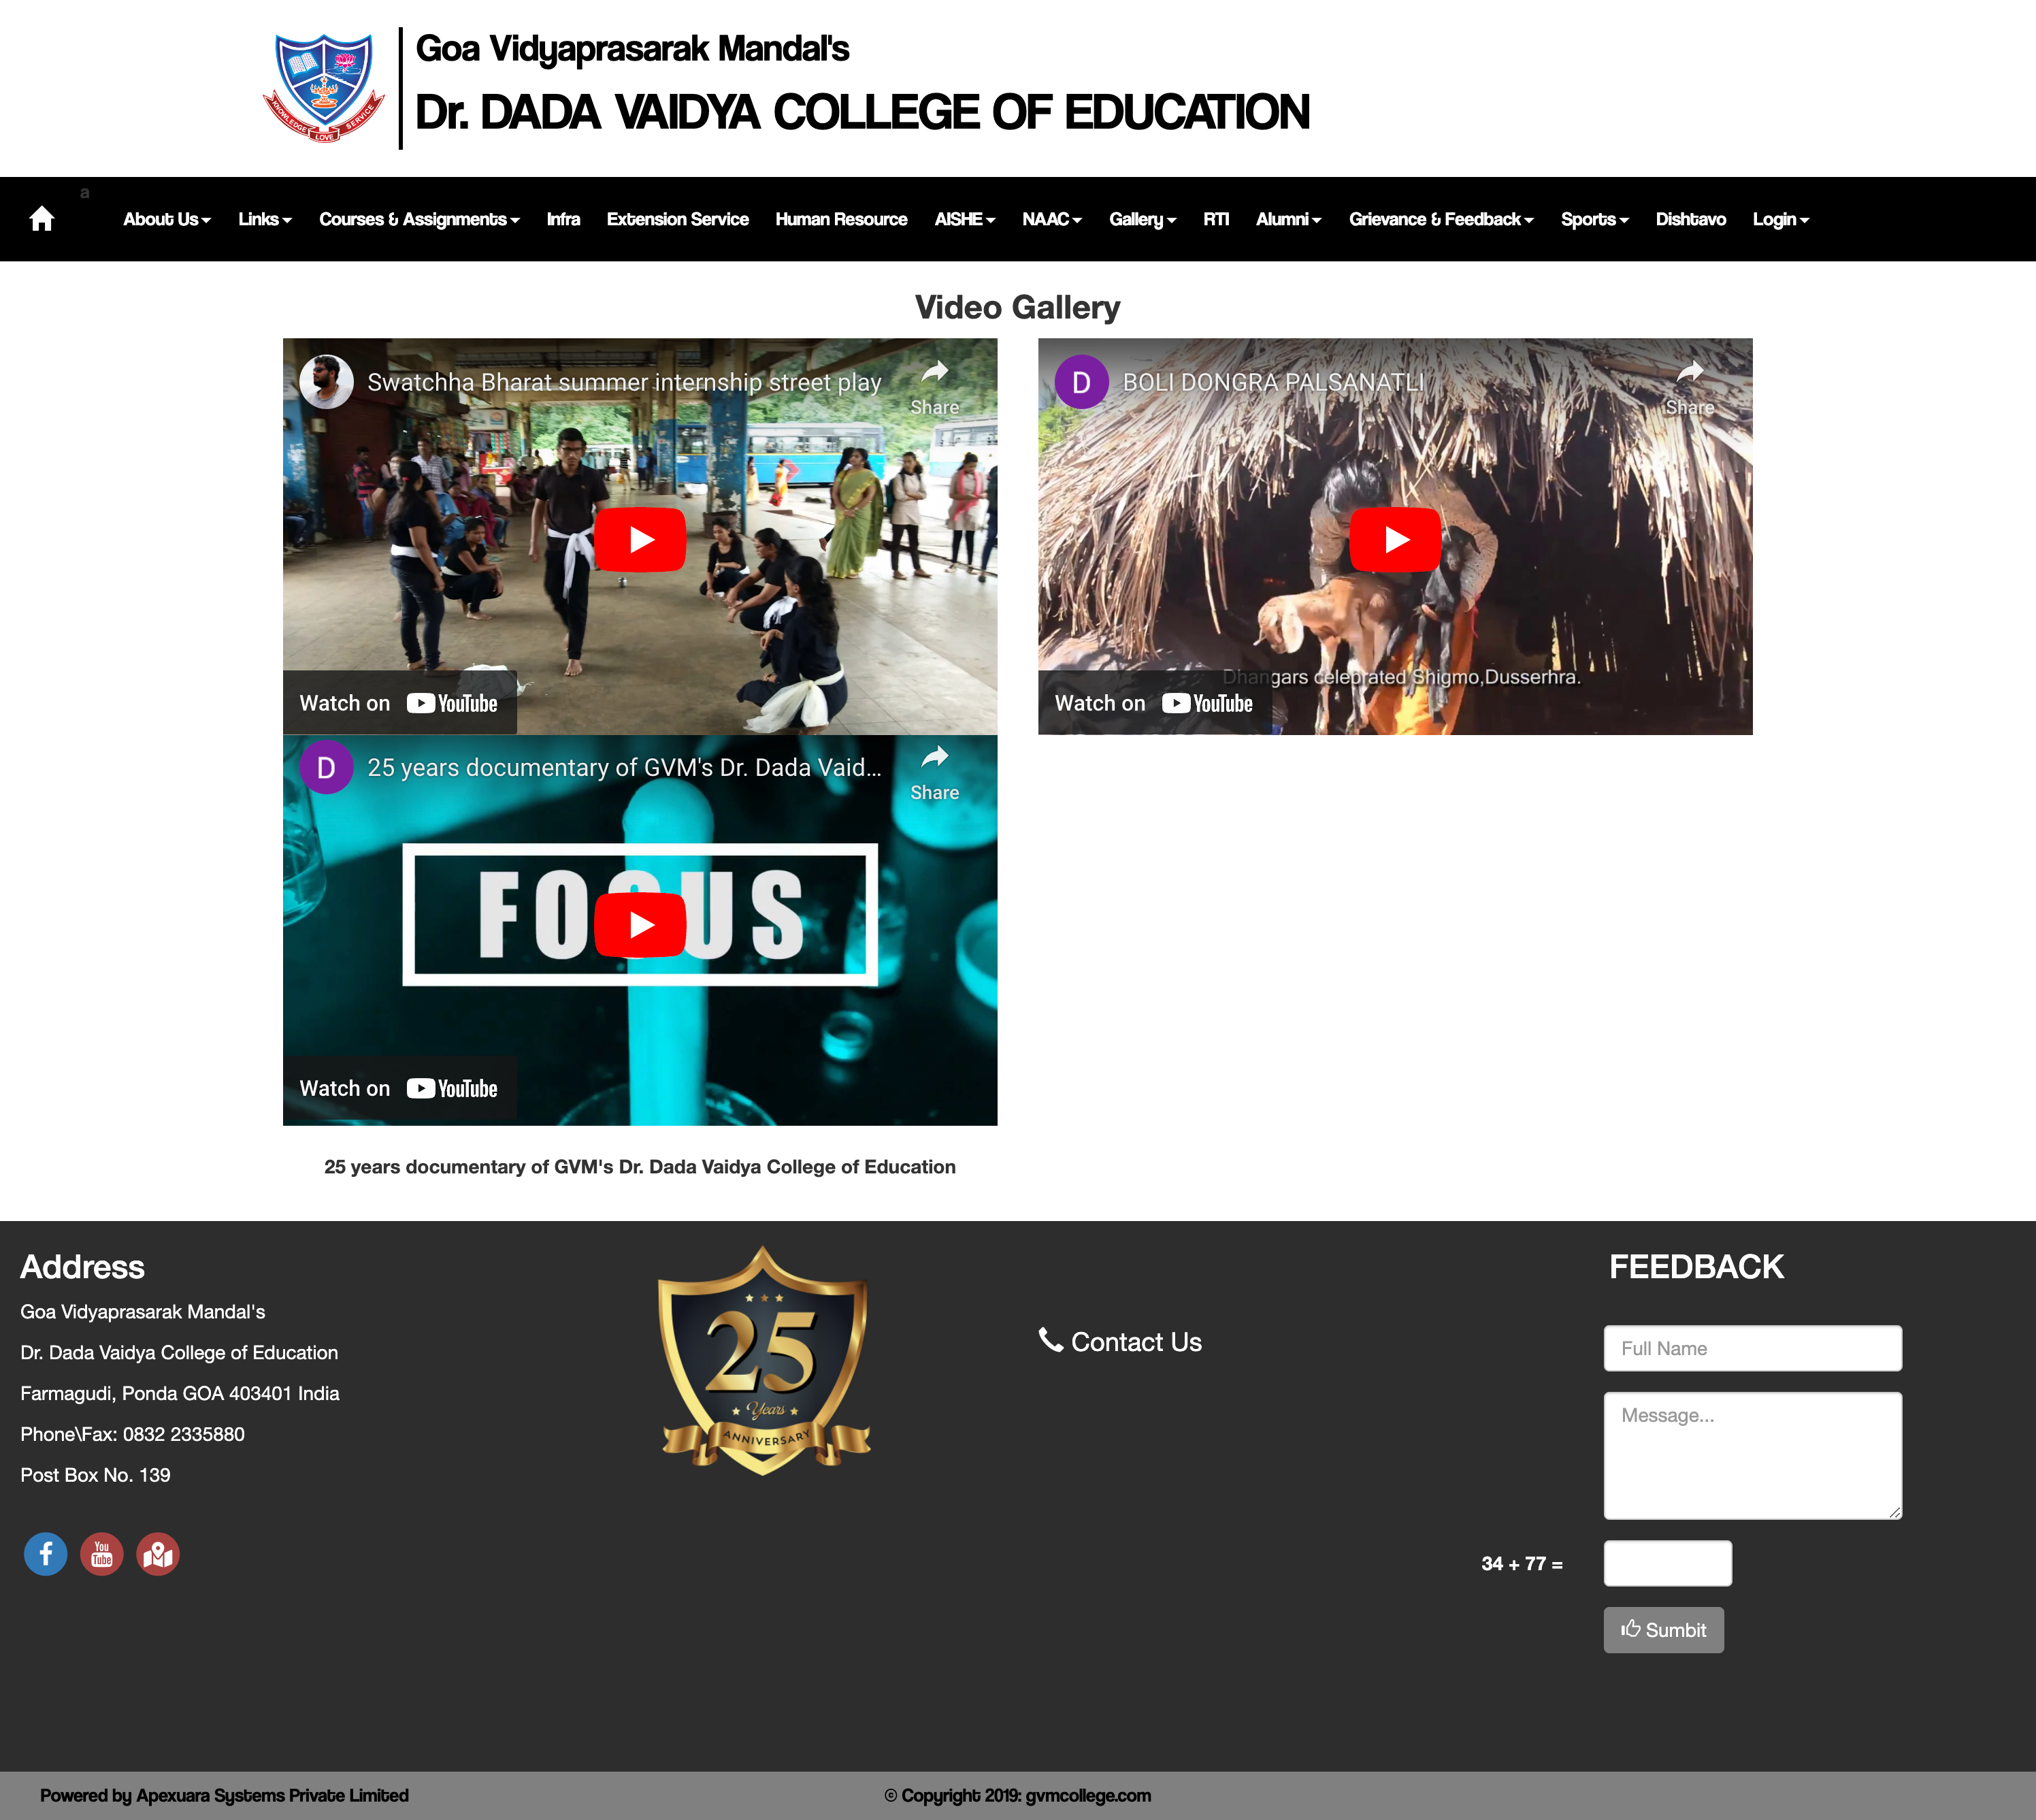 KNOWLEDGE LOVE SERVICE
Goa Vidyaprasarak Mandal's
Dr. DADA VAIDYA COLLEGE OF EDUCATION
a
About Us Links Courses & Assignments Infra Extension Service Human Resource AISHE NAAC Gallery RTI Alumni Grievance & Feedback Sports Dishtavo Login
Video Gallery
Swatchha Bharat summer internship street play
Share
Watch on YouTube
D BOLI DONGRA PALSANATLI
Share
Dhangars celebrated Shigmo,Dusserhra.
Watch on YouTube
D 25 years documentary of GVM's Dr. Dada Vaid...
Share
FOCUS
Watch on YouTube
25 years documentary of GVM's Dr. Dada Vaidya College of Education
Address
Goa Vidyaprasarak Mandal's
Dr. Dada Vaidya College of Education
Farmagudi, Ponda GOA 403401 India
Phone\Fax: 0832 2335880
Post Box No. 139
You Tube
25
Years
ANNIVERSARY
Contact Us
FEEDBACK
Full Name
Message...
34 + 77 =
Sumbit
Powered by Apexuara Systems Private Limited
© Copyright 2019: gvmcollege.com